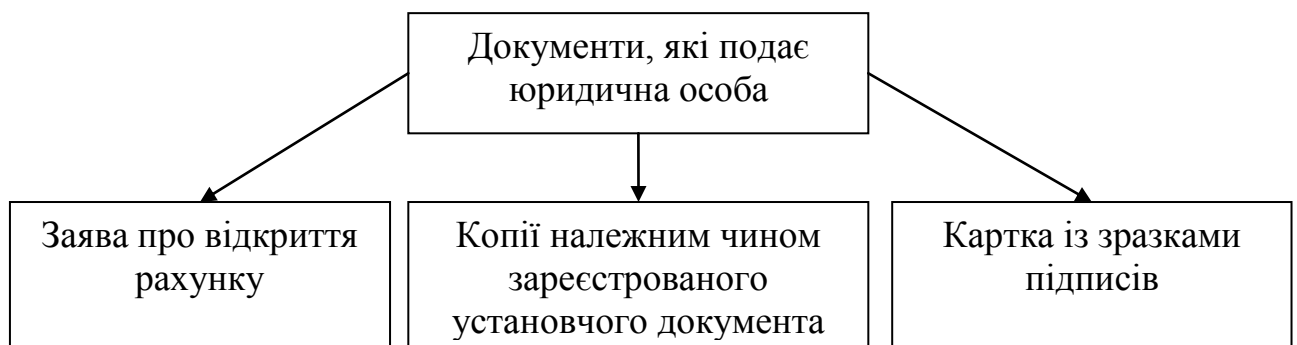 Документи, які подає
юридична особа
Заява про відкриття
рахунку
Копії належним чином
зареєстрованого
установчого документа
Картка із зразками
підписів